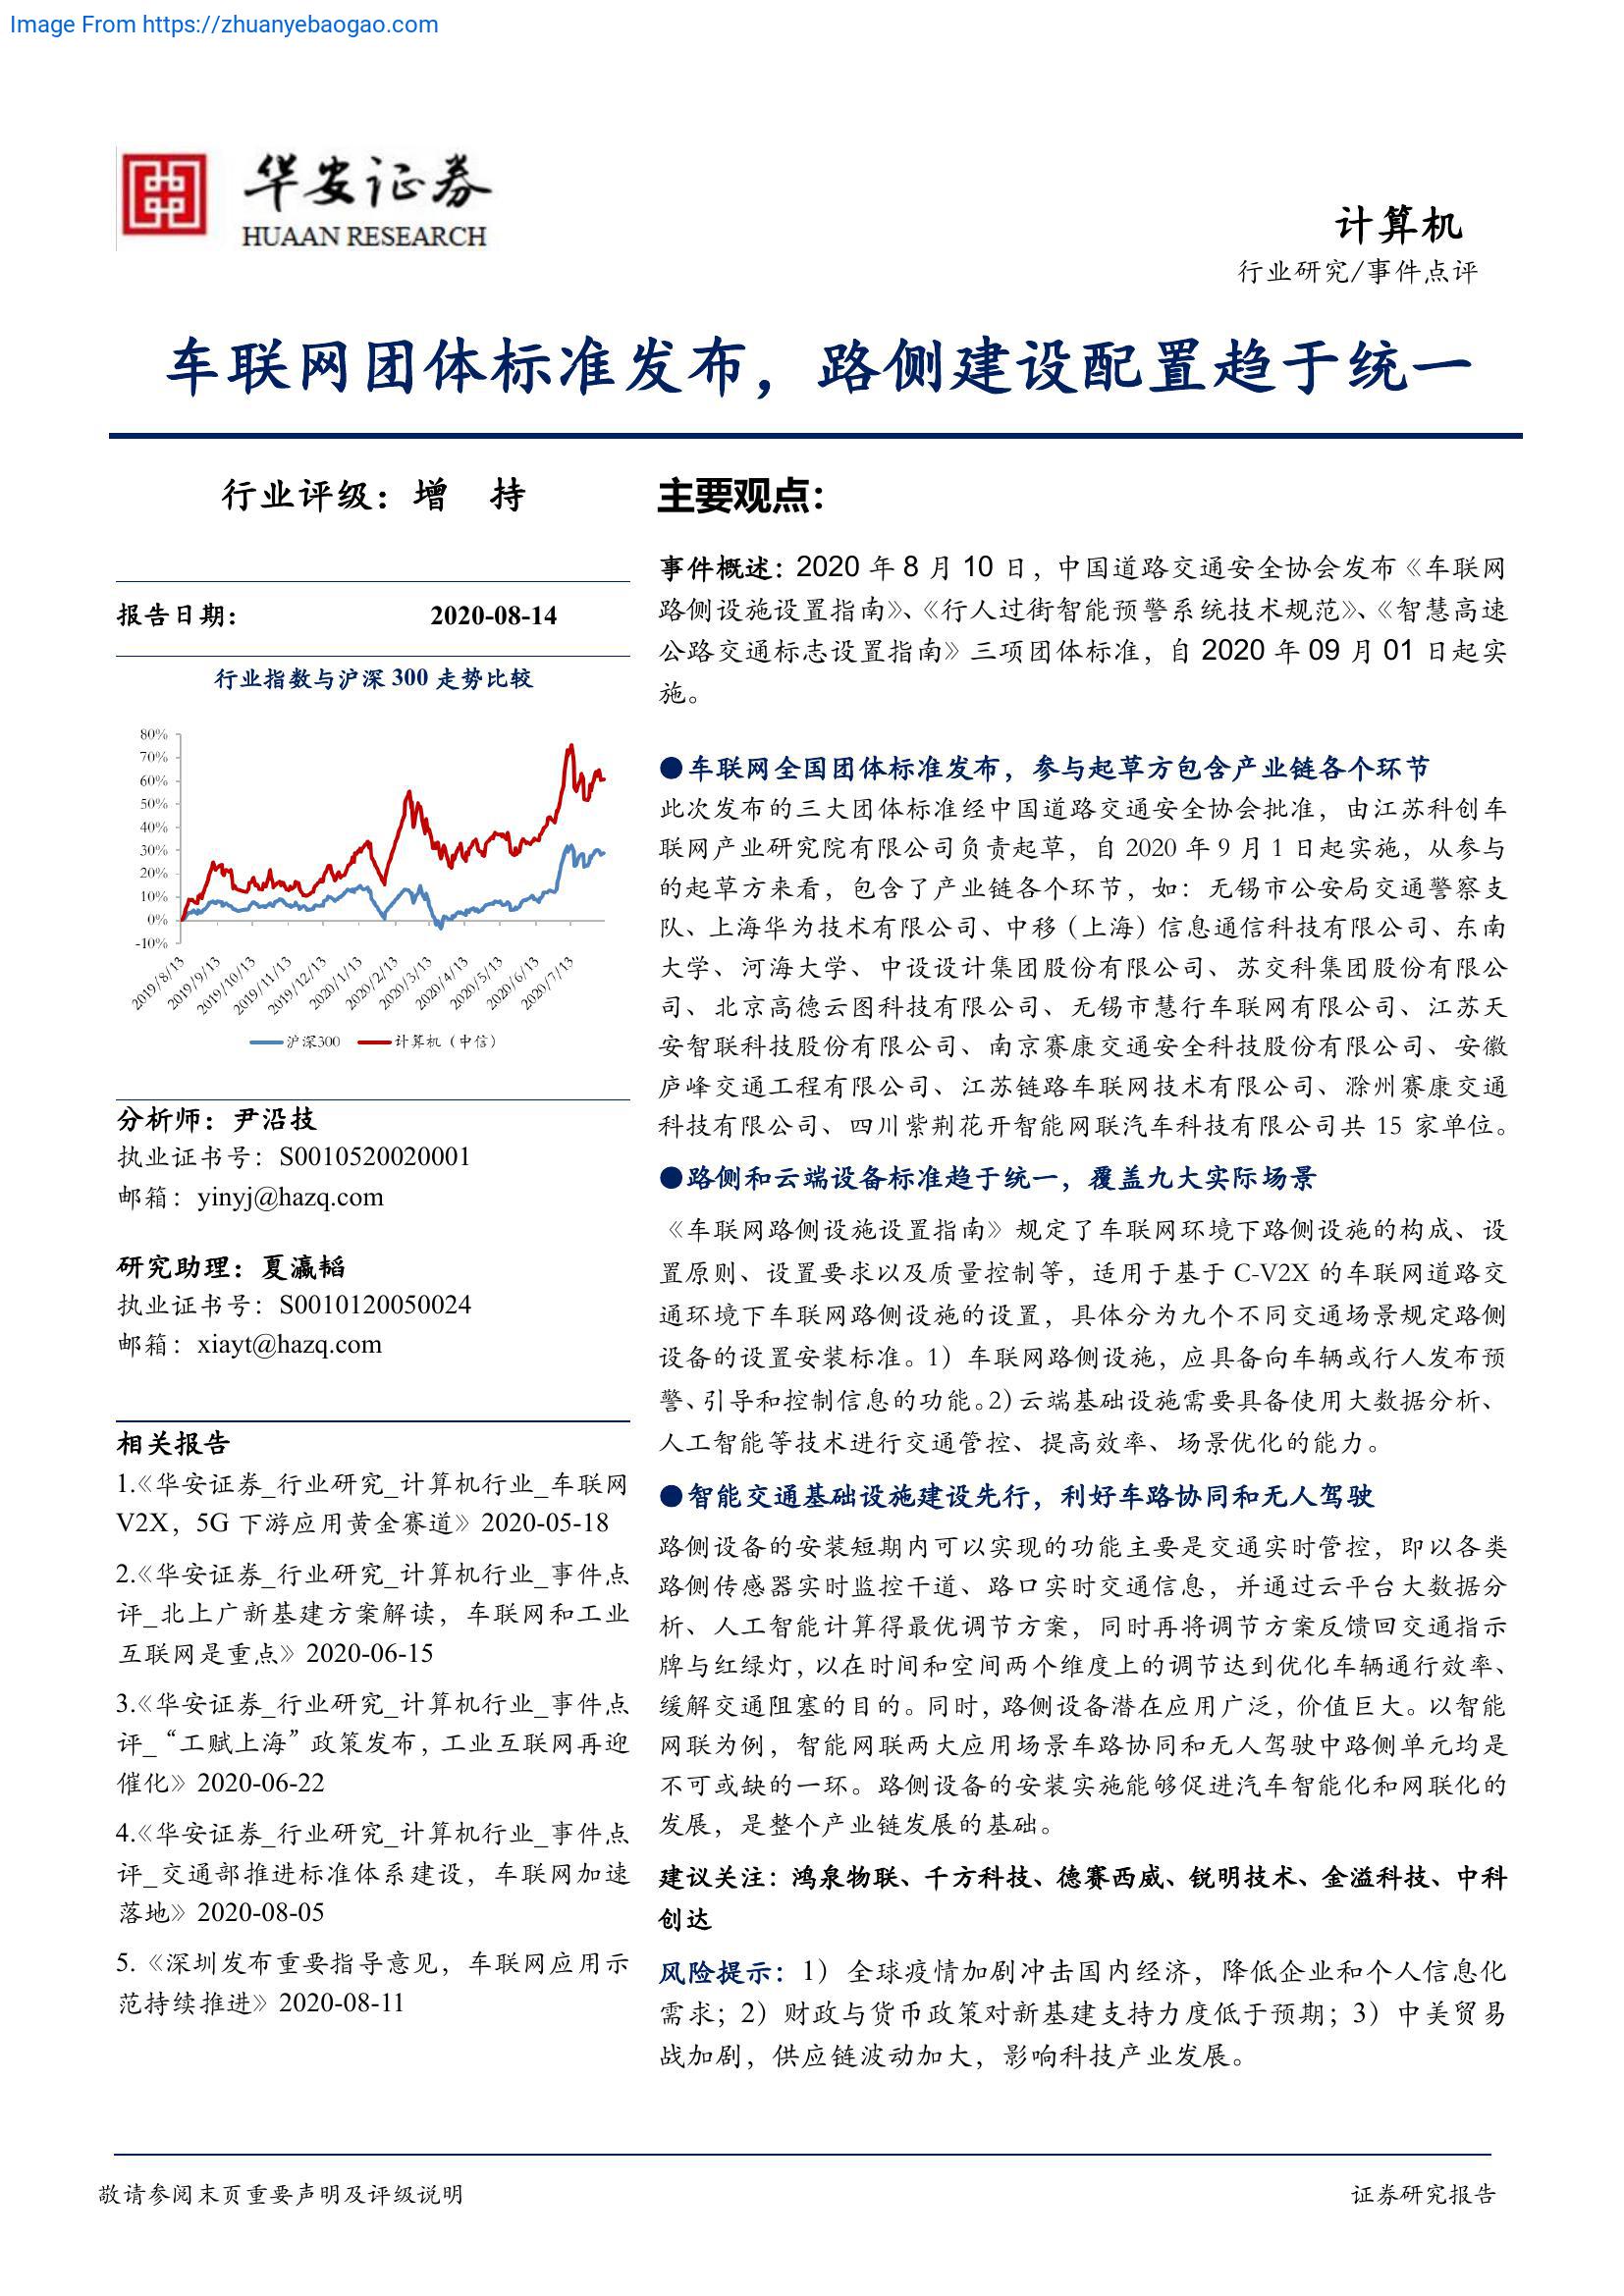 Image From https://zhuanyebaogao.com
华安证券
HUAAN RESEARCH
计算机
行业研究/事件点评
车联网团体标准发布，路侧建设配置趋于统一
行业评级：增 持
报告日期： 2020-08-14
行业指数与沪深 300 走势比较
80%
70%
60%
50%
40%
30%
20%
10%
0%
-10%
2019/8/13
2019/9/13
2019/10/13
2019/11/13
2019/12/13
2020/1/13
2020/2/13
2020/3/13
2020/4/13
2020/5/13
2020/6/13
2020/7/13
沪深300 计算机（中信）
分析师：尹沿技
执业证书号：S0010520020001
邮箱：yinyj@hazq.com
研究助理：夏瀛韬
执业证书号：S0010120050024
邮箱：xiayt@hazq.com
相关报告
1.《华安证券_行业研究_计算机行业_车联网
V2X，5G 下游应用黄金赛道》2020-05-18
2.《华安证券_行业研究_计算机行业_事件点
评_北上广新基建方案解读，车联网和工业
互联网是重点》2020-06-15
3.《华安证券_行业研究_计算机行业_事件点
评_“工赋上海”政策发布，工业互联网再迎
催化》2020-06-22
4.《华安证券_行业研究_计算机行业_事件点
评_交通部推进标准体系建设，车联网加速
落地》2020-08-05
5.《深圳发布重要指导意见，车联网应用示
范持续推进》2020-08-11
主要观点：
事件概述：2020 年 8 月 10 日，中国道路交通安全协会发布《车联网
路侧设施设置指南》、《行人过街智能预警系统技术规范》、《智慧高速
公路交通标志设置指南》三项团体标准，自 2020 年 09 月 01 日起实
施。
●车联网全国团体标准发布，参与起草方包含产业链各个环节
此次发布的三大团体标准经中国道路交通安全协会批准，由江苏科创车
联网产业研究院有限公司负责起草，自 2020 年 9 月 1 日起实施，从参与
的起草方来看，包含了产业链各个环节，如：无锡市公安局交通警察支
队、上海华为技术有限公司、中移（上海）信息通信科技有限公司、东南
大学、河海大学、中设设计集团股份有限公司、苏交科集团股份有限公
司、北京高德云图科技有限公司、无锡市慧行车联网有限公司、江苏天
安智联科技股份有限公司、南京赛康交通安全科技股份有限公司、安徽
庐峰交通工程有限公司、江苏链路车联网技术有限公司、滁州赛康交通
科技有限公司、四川紫荆花开智能网联汽车科技有限公司共 15 家单位。
●路侧和云端设备标准趋于统一，覆盖九大实际场景
《车联网路侧设施设置指南》规定了车联网环境下路侧设施的构成、设
置原则、设置要求以及质量控制等，适用于基于 C-V2X 的车联网道路交
通环境下车联网路侧设施的设置，具体分为九个不同交通场景规定路侧
设备的设置安装标准。1）车联网路侧设施，应具备向车辆或行人发布预
警、引导和控制信息的功能。2）云端基础设施需要具备使用大数据分析、
人工智能等技术进行交通管控、提高效率、场景优化的能力。
●智能交通基础设施建设先行，利好车路协同和无人驾驶
路侧设备的安装短期内可以实现的功能主要是交通实时管控，即以各类
路侧传感器实时监控干道、路口实时交通信息，并通过云平台大数据分
析、人工智能计算得最优调节方案，同时再将调节方案反馈回交通指示
牌与红绿灯，以在时间和空间两个维度上的调节达到优化车辆通行效率、
缓解交通阻塞的目的。同时，路侧设备潜在应用广泛，价值巨大。以智能
网联为例，智能网联两大应用场景车路协同和无人驾驶中路侧单元均是
不可或缺的一环。路侧设备的安装实施能够促进汽车智能化和网联化的
发展，是整个产业链发展的基础。
建议关注：鸿泉物联、千方科技、德赛西威、锐明技术、金溢科技、中科
创达
风险提示：1）全球疫情加剧冲击国内经济，降低企业和个人信息化
需求；2）财政与货币政策对新基建支持力度低于预期；3）中美贸易
战加剧，供应链波动加大，影响科技产业发展。
敬请参阅末页重要声明及评级说明 证券研究报告